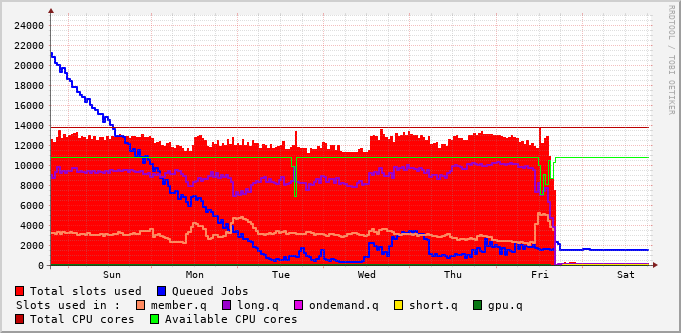 24000
22000
20000
18000
16000
14000
12000
10000
8000
6000
4000
2000
0
Sun Mon Tue Wed Thu Fri Sat
Total slots used Queued Jobs
Slots used in : member.q long.q ondemand.q short.q gpu.q
Total CPU cores Available CPU cores
RRDTOOL / TOBI OETIKER